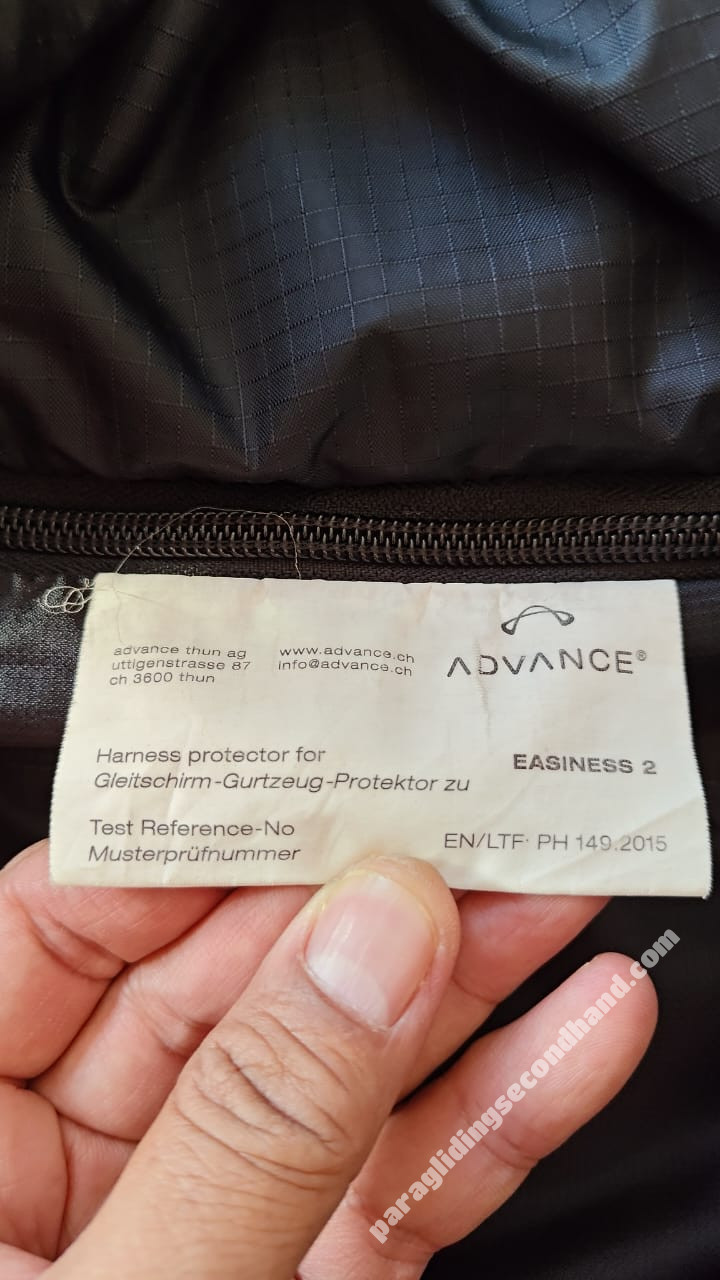 advance thun ag
uttigenstrasse 87
ch 3600 thun
www.advance.ch
info@advance.ch
ADVANCE®
Harness protector for
Gleitschirm-Gurtzeug-Protektor zu
EASINESS 2
Test Reference-No
Musterprüfnummer
EN/LTF: PH 149.2015
paraglidingsecondhand.com